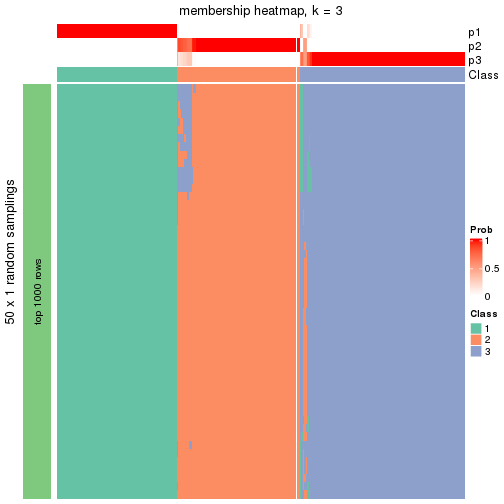 membership heatmap, k = 3
p1
p2
p3
Class
50 x 1 random samplings
top 1000 rows
Prob
1
0.5
0
Class
1
2
3